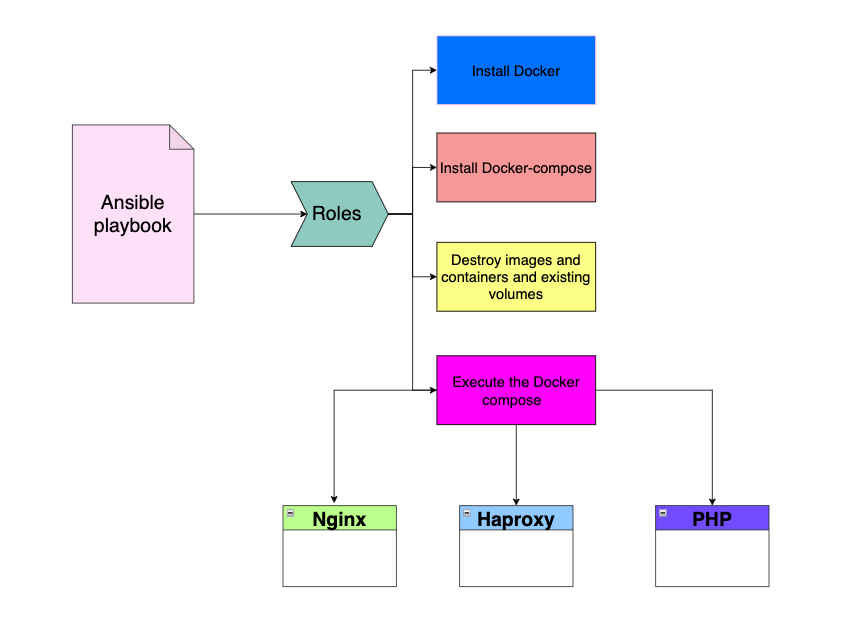 Install Docker
Install Docker-compose
Ansible
playbook
Roles
Destroy images and
containers and existing
volumes
Execute the Docker
compose
Nginx
Haproxy
PHP